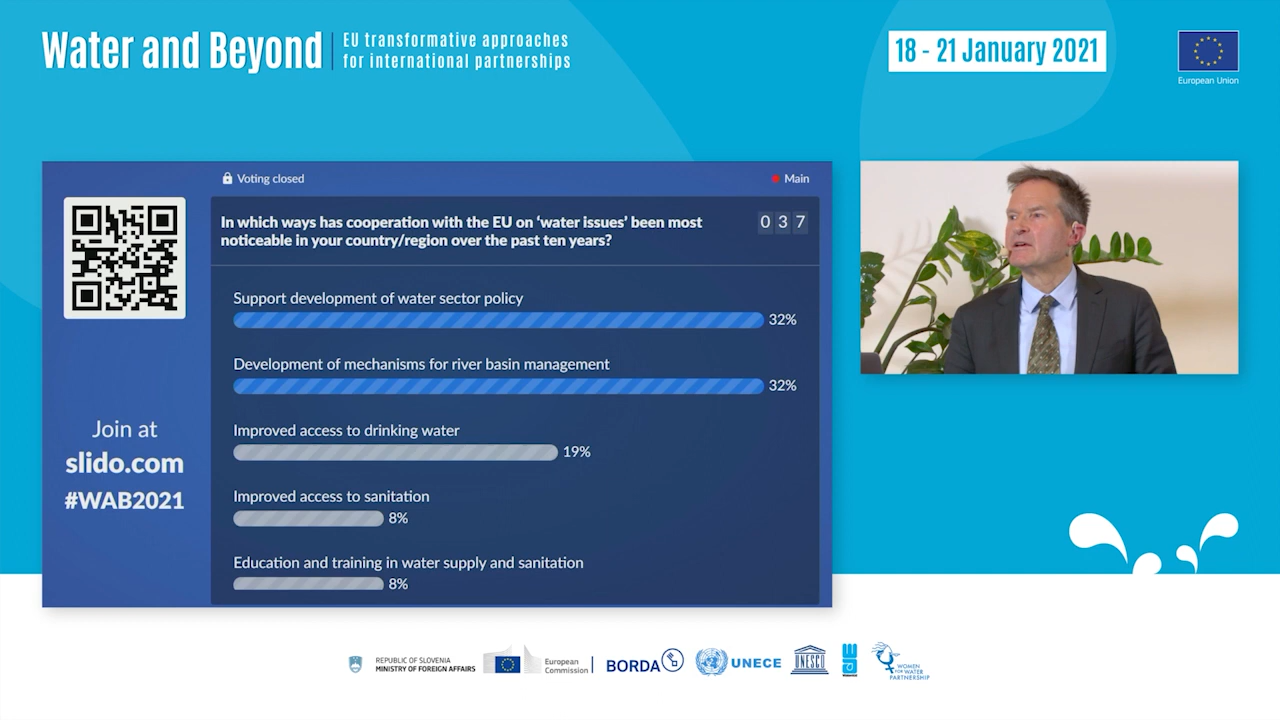 Water and Beyond
EU transformative approaches
for international partnerships
18 - 21 January 2021
European Union
Voting closed
Main
In which ways has cooperation with the EU on ‘water issues’ been most
noticeable in your country/region over the past ten years?
0 3 7
Support development of water sector policy
32%
Development of mechanisms for river basin management
32%
Improved access to drinking water
19%
Improved access to sanitation
8%
Education and training in water supply and sanitation
8%
Join at
slido.com
#WAB2021
REPUBLIC OF SLOVENIA
MINISTRY OF FOREIGN AFFAIRS
European
Commission
BORDA
UNECE
UNESCO
WOMEN
FOR WATER
PARTNERSHIP